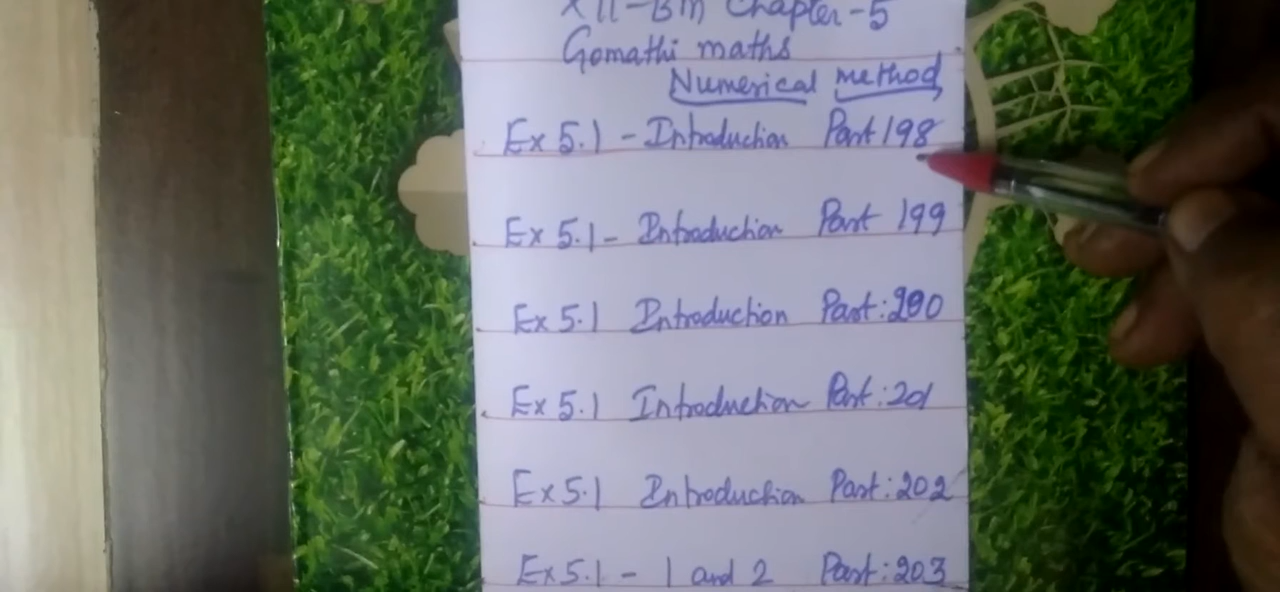 XII-BM Chapter-5
Gomathi maths
Numerical method
Ex 5.1 - Introduction Part 198
Ex 5.1 - Introduction Part 199
Ex 5.1 Introduction Part: 200
Ex 5.1 Introduction Part: 201
Ex 5.1 Introduction Part: 202
Ex 5.1 - 1 and 2 Part: 203